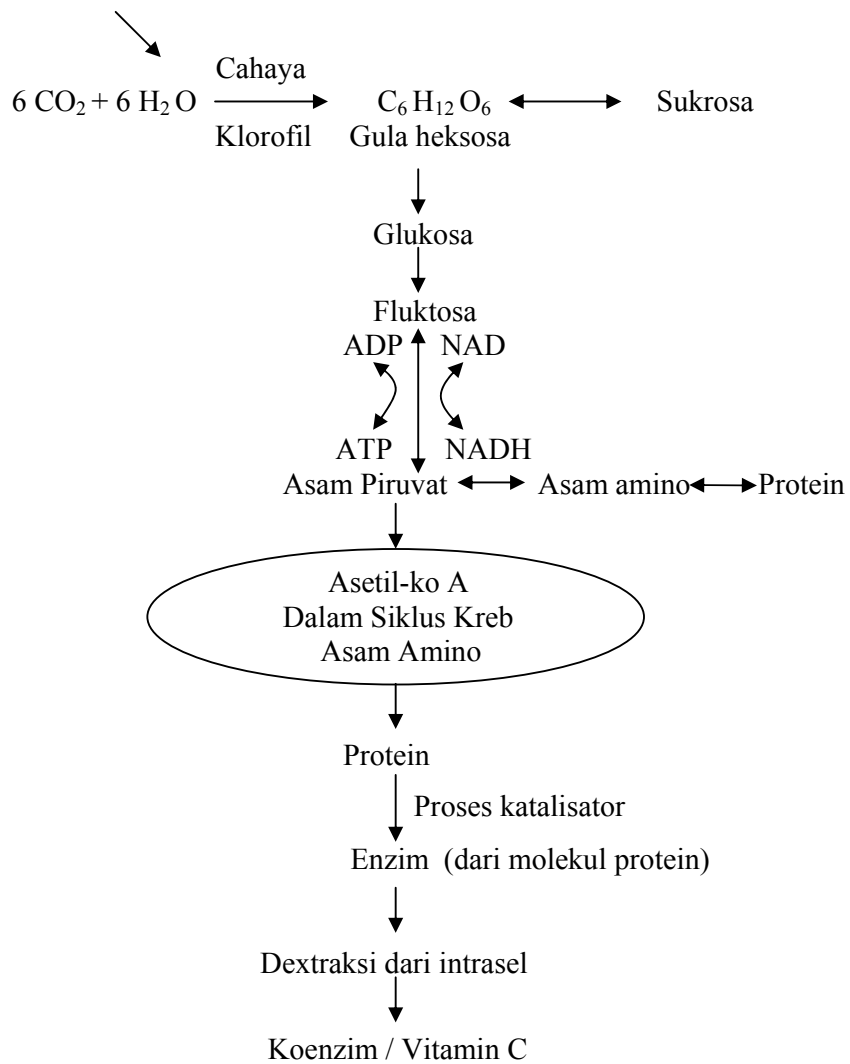 Cahaya
6 CO₂ + 6 H₂ O C₆ H₁₂ O₆ Sukrosa
Klorofil Gula heksosa
Glukosa
Fluktosa
ADP NAD
ATP NADH
Asam Piruvat Asam amino Protein
Asetil-ko A
Dalam Siklus Kreb
Asam Amino
Protein
Proses katalisator
Enzim (dari molekul protein)
Dextraksi dari intrasel
Koenzim / Vitamin C